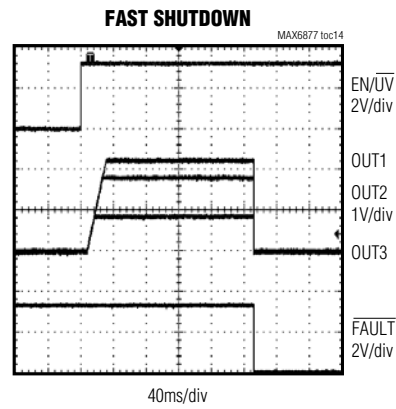 FAST SHUTDOWN
MAX6877 toc14
EN/UV
2V/div
OUT1
OUT2
1V/div
OUT3
FAULT
2V/div
40ms/div